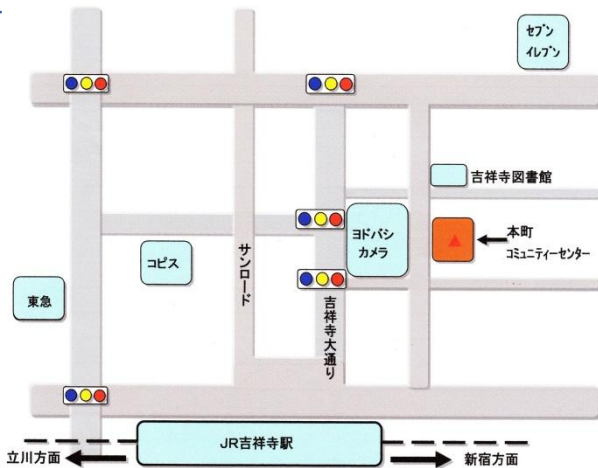 セブン
イレブン
吉祥寺図書館
ヨドバシ
カメラ
本町
コミュニティーセンター
コピス
サンロード
東急
吉祥寺大通り
JR吉祥寺駅
立川方面
新宿方面